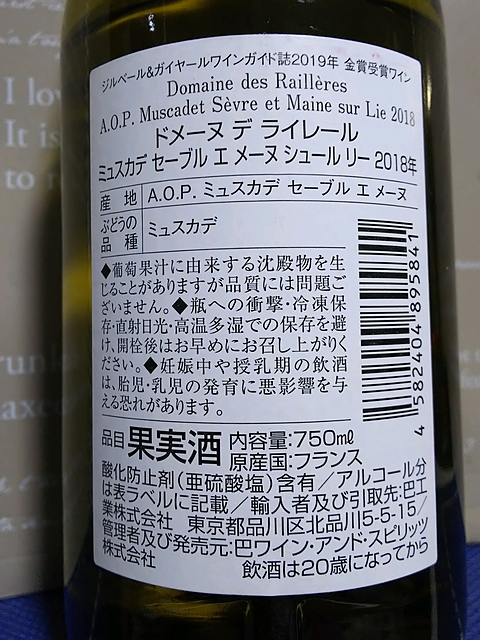 ジルベール&ガイヤールワインガイド誌2019年 金賞受賞ワイン
Domaine des Raillères
A.O.P. Muscadet Sèvre et Maine sur Lie 2018
ドメーヌ デ ライレール
ミュスカデ セーブル エ メーヌ シュール リー 2018年
産地 A.O.P. ミュスカデ セーブル エ メーヌ
ぶどうの品種 ミュスカデ
◆葡萄果汁に由来する沈殿物を生
じることがありますが品質には問題ご
ざいません。◆瓶への衝撃・冷凍保
存・直射日光・高温多湿での保存を避
け、開栓後はお早めにお召し上がりく
ださい。◆妊娠中や授乳期の飲酒
は、胎児・乳児の発育に悪影響を与
える恐れがあります。
4 582404 895841
品目 果実酒 内容量:750mℓ
原産国:フランス
酸化防止剤(亜硫酸塩)含有/アルコール分
は表ラベルに記載/輸入者及び引取先:巴工
業株式会社 東京都品川区北品川5-5-15/
管理者及び発売元:巴ワイン・アンド・スピリッツ
株式会社 飲酒は20歳になってから
I lo
It is
to r